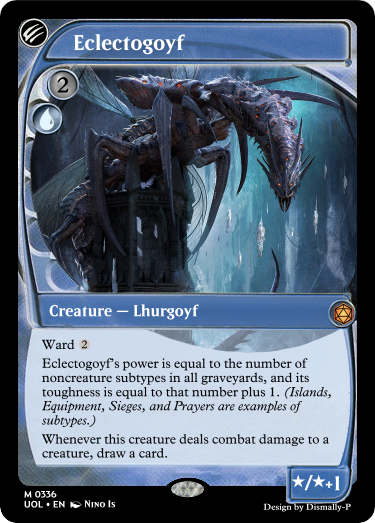 Eclectogoyf
2
Creature — Lhurgoyf
Ward 2
Eclectogoyf's power is equal to the number of
noncreature subtypes in all graveyards, and its
toughness is equal to that number plus 1. (Islands,
Equipment, Sieges, and Prayers are examples of
subtypes.)
Whenever this creature deals combat damage to a
creature, draw a card.
★/★+1
M 0336
UOL • EN Nino Is
Design by Dismally-P